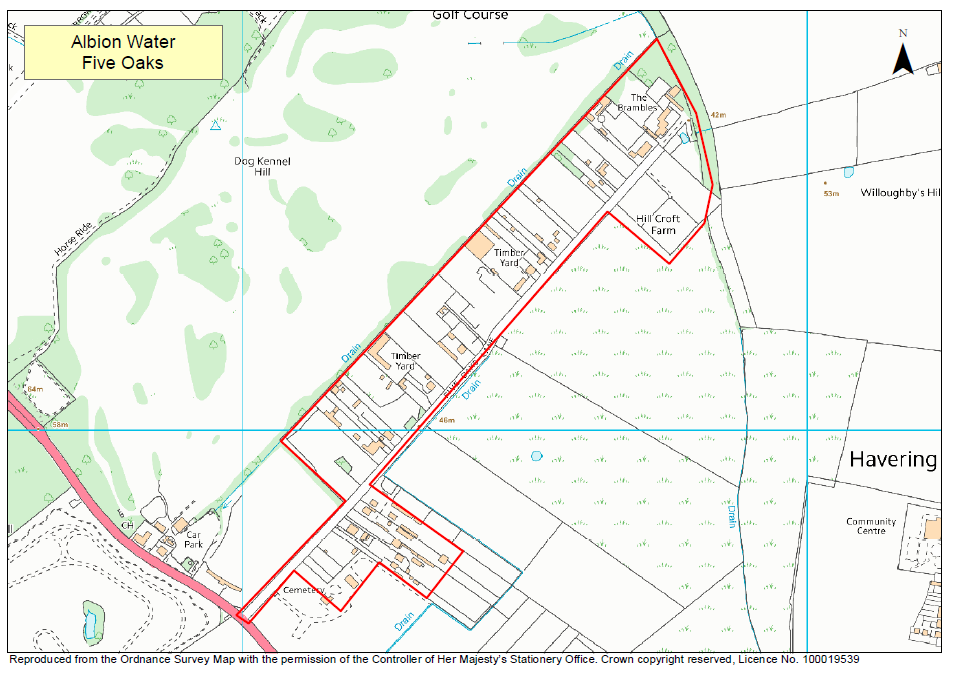 Golf Course
Albion Water
Five Oaks
N
Drain
The
Brambles
42m
Dog Kennel
Hill
Drain
53m
Willoughby's Hil
Hill Croft
Farm
Horse Ride
Timber
Yard
Drain
Timber
Yard
Drain
64m
58m
46m
Havering
Drain
CH
Car
Park
Community
Centre
Cemetery
Drain
Reproduced from the Ordnance Survey Map with the permission of the Controller of Her Majesty's Stationery Office. Crown copyright reserved, Licence No. 100019539